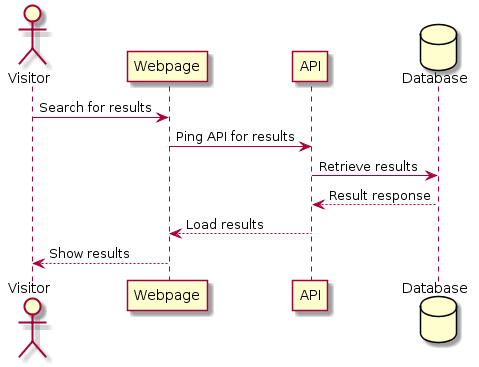 Visitor
Webpage
API
Database
Search for results
Ping API for results
Retrieve results
Result response
Load results
Show results
Visitor
Webpage
API
Database